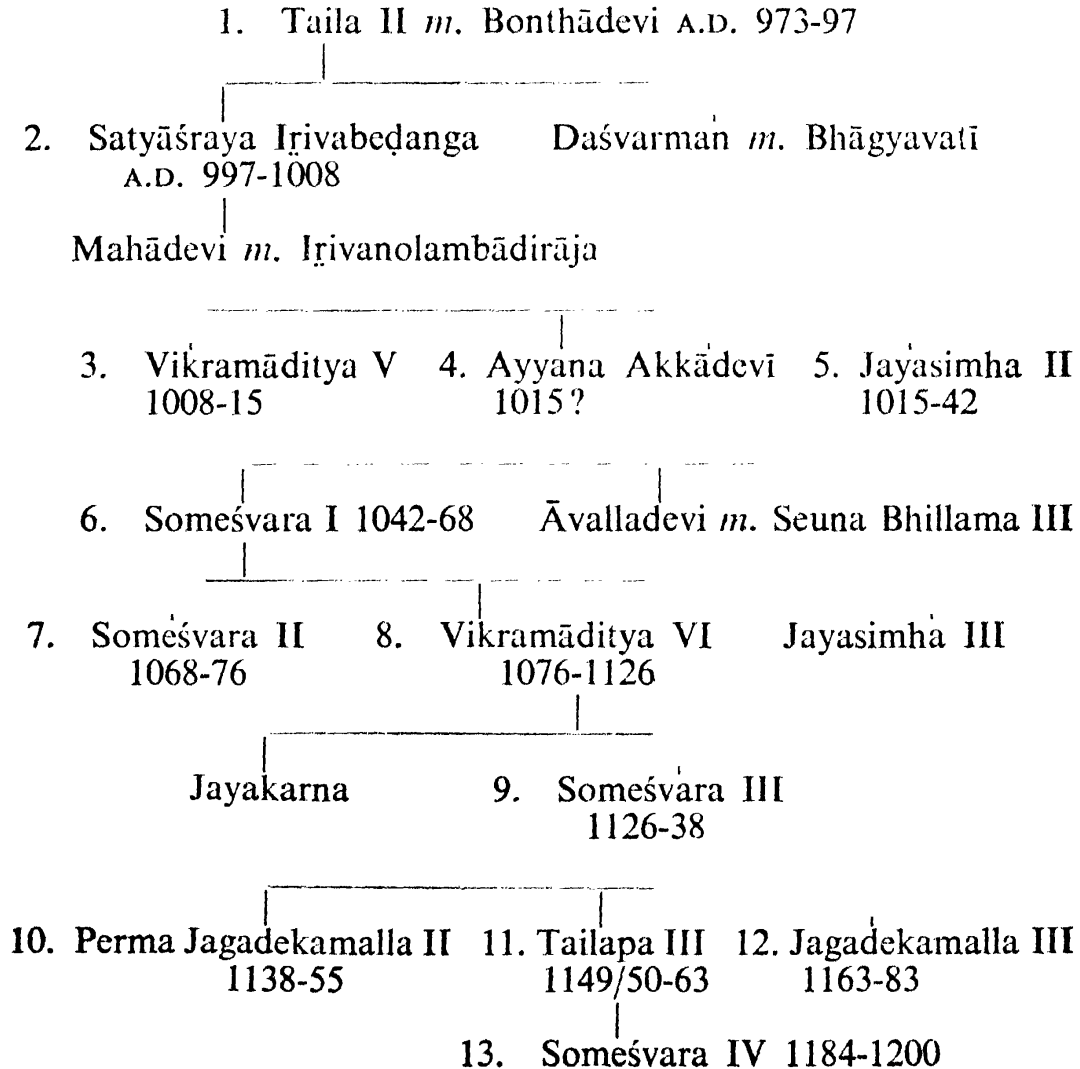 1. Taila II m. Bonthādevi A.D. 973-97
2. Satyāśraya Iṟivabeḍanga Daśvarman m. Bhāgyavatī
A.D. 997-1008
Mahādevi m. Iṟivanolambādirāja
3. Vikramāditya V 4. Ayyana Akkādevī 5. Jayasimha II
1008-15 1015? 1015-42
6. Someśvara I 1042-68 Āvalladevi m. Seuna Bhillama III
7. Someśvara II 8. Vikramāditya VI Jayasimha III
1068-76 1076-1126
Jayakarna 9. Someśvara III
1126-38
10. Perma Jagadekamalla II 11. Tailapa III 12. Jagadekamalla III
1138-55 1149/50-63 1163-83
13. Someśvara IV 1184-1200